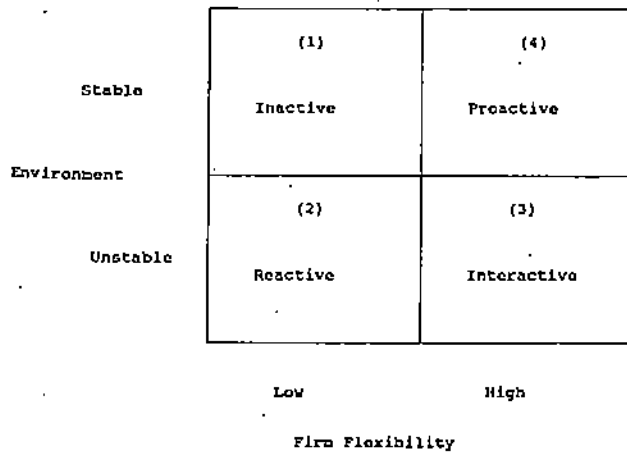 (1) (4)
Stable
Inactive Proactive
Environment
(2) (3)
Unstable
Reactive Interactive
Low High
Firm Flexibility